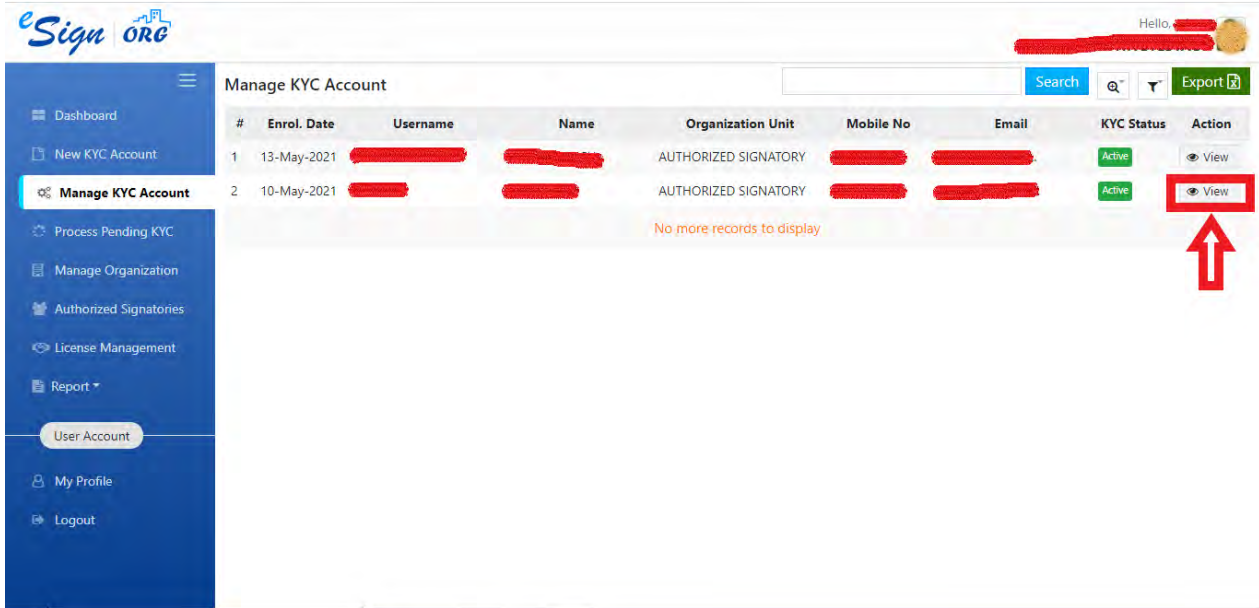 eSign ORG
Hello,
Manage KYC Account
Search
Export
Dashboard
New KYC Account
Manage KYC Account
Process Pending KYC
Manage Organization
Authorized Signatories
License Management
Report
User Account
My Profile
Logout
# Enrol. Date Username Name Organization Unit Mobile No Email KYC Status Action
1 13-May-2021 AUTHORIZED SIGNATORY Active View
2 10-May-2021 AUTHORIZED SIGNATORY Active View
No more records to display